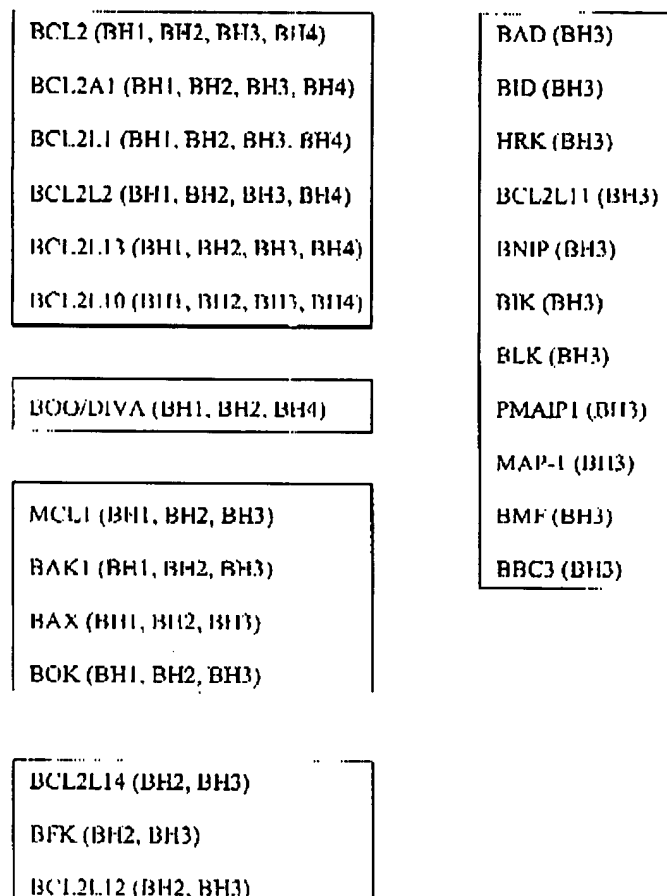 BCL2 (BH1, BH2, BH3, BH4)
BCL2A1 (BH1, BH2, BH3, BH4)
BCL2L1 (BH1, BH2, BH3. BH4)
BCL2L2 (BH1, BH2, BH3, BH4)
BCL2L13 (BH1, BH2, BH3, BH4)
BCL2L10 (BH1, BH2, BH3, BH4)
BOO/DIVA (BH1, BH2, BH4)
MCL1 (BH1, BH2, BH3)
BAK1 (BH1, BH2, BH3)
BAX (BH1, BH2, BH3)
BOK (BH1, BH2, BH3)
BCL2L14 (BH2, BH3)
BFK (BH2, BH3)
BCL2L12 (BH2, BH3)
BAD (BH3)
BID (BH3)
HRK (BH3)
BCL2L11 (BH3)
BNIP (BH3)
BIK (BH3)
BLK (BH3)
PMAIP1 (BH3)
MAP-1 (BH3)
BMF (BH3)
BBC3 (BH3)